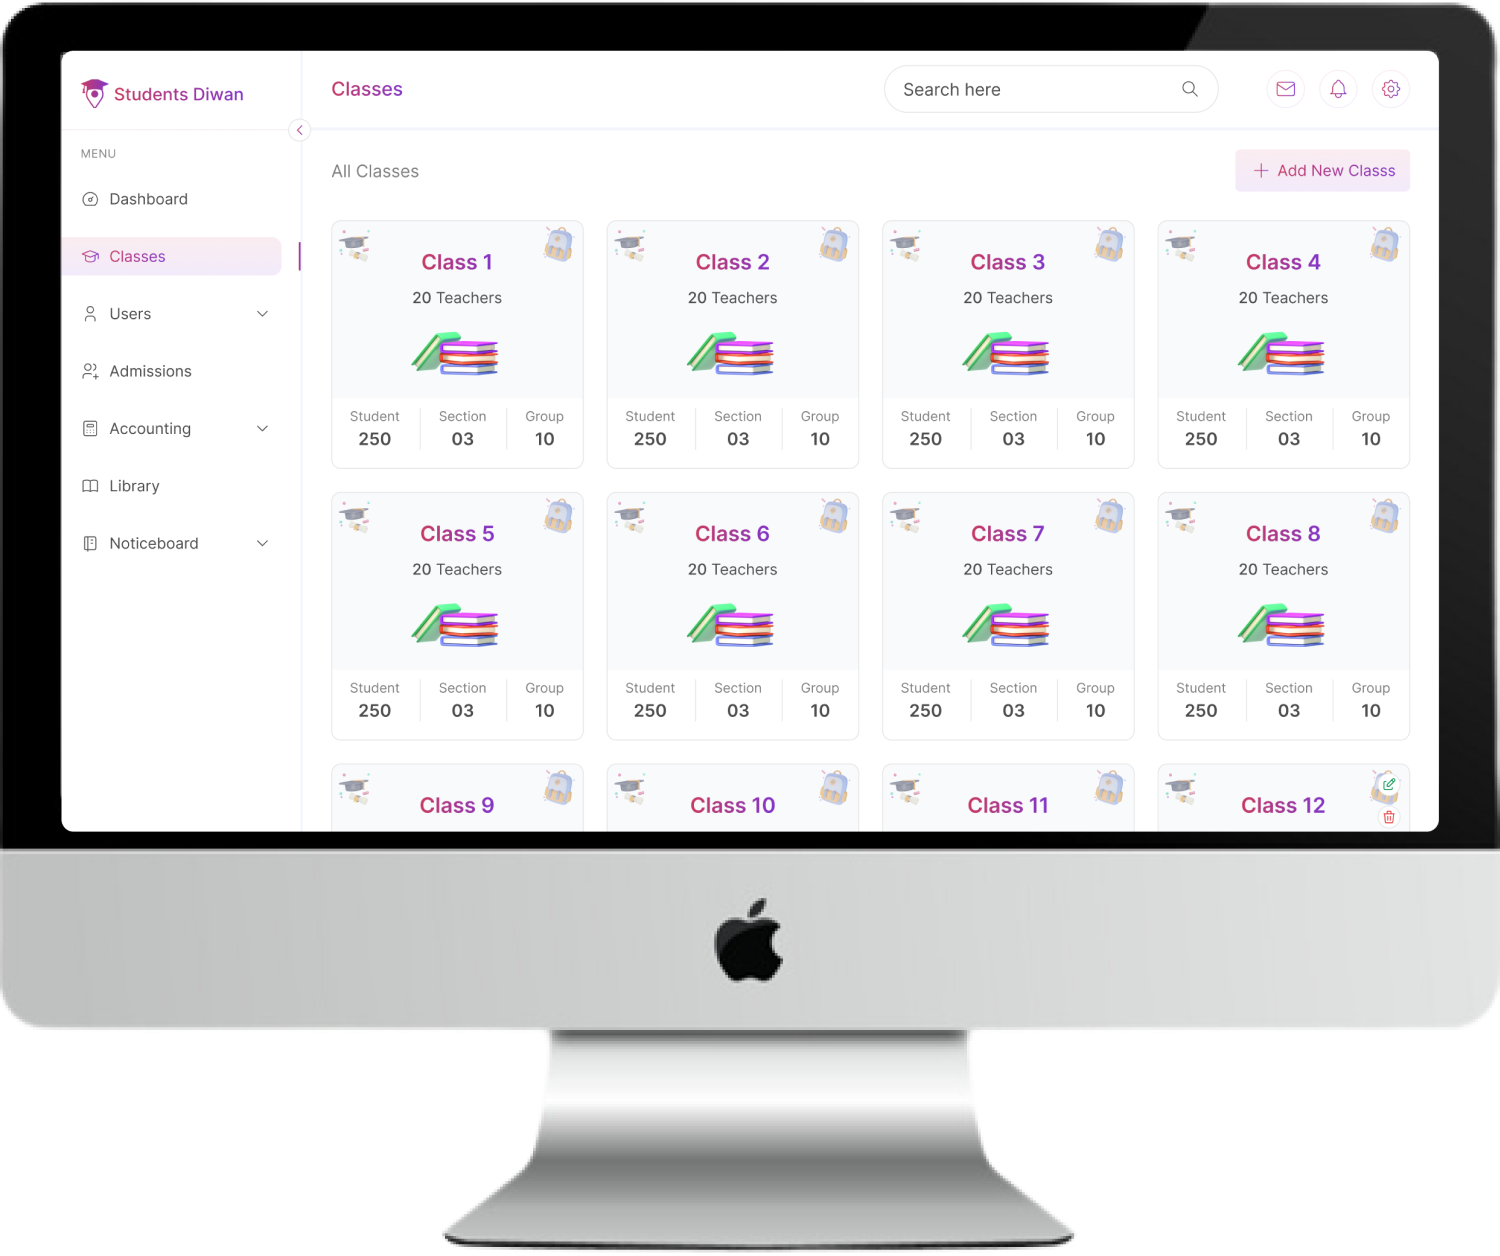 Students Diwan
Classes
Search here
MENU
Dashboard
Classes
Users
Admissions
Accounting
Library
Noticeboard
All Classes
Add New Classs
Class 1
20 Teachers
Student Section Group
250 03 10
Class 2
20 Teachers
Student Section Group
250 03 10
Class 3
20 Teachers
Student Section Group
250 03 10
Class 4
20 Teachers
Student Section Group
250 03 10
Class 5
20 Teachers
Student Section Group
250 03 10
Class 6
20 Teachers
Student Section Group
250 03 10
Class 7
20 Teachers
Student Section Group
250 03 10
Class 8
20 Teachers
Student Section Group
250 03 10
Class 9
Class 10
Class 11
Class 12